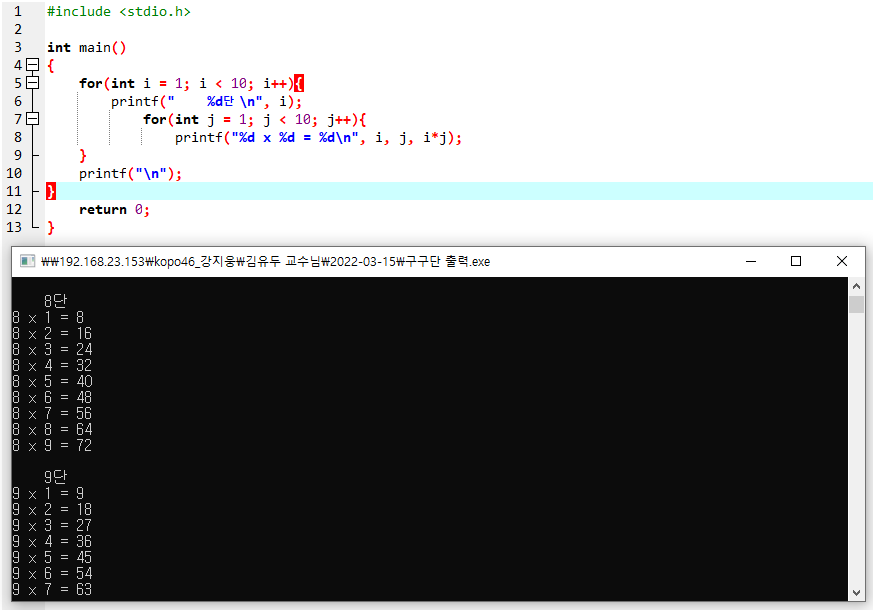 1 #include <stdio.h>
2
3 int main()
4 {
5 for(int i = 1; i < 10; i++){
6 printf("    %d단 \n", i);
7 for(int j = 1; j < 10; j++){
8 printf("%d x %d = %d\n", i, j, i*j);
9 }
10 printf("\n");
11 }
12 return 0;
13 }
₩₩192.168.23.153₩kopo46_강지웅₩김유두 교수님₩2022-03-15₩구구단 출력.exe
8단
8 x 1 = 8
8 x 2 = 16
8 x 3 = 24
8 x 4 = 32
8 x 5 = 40
8 x 6 = 48
8 x 7 = 56
8 x 8 = 64
8 x 9 = 72
9단
9 x 1 = 9
9 x 2 = 18
9 x 3 = 27
9 x 4 = 36
9 x 5 = 45
9 x 6 = 54
9 x 7 = 63